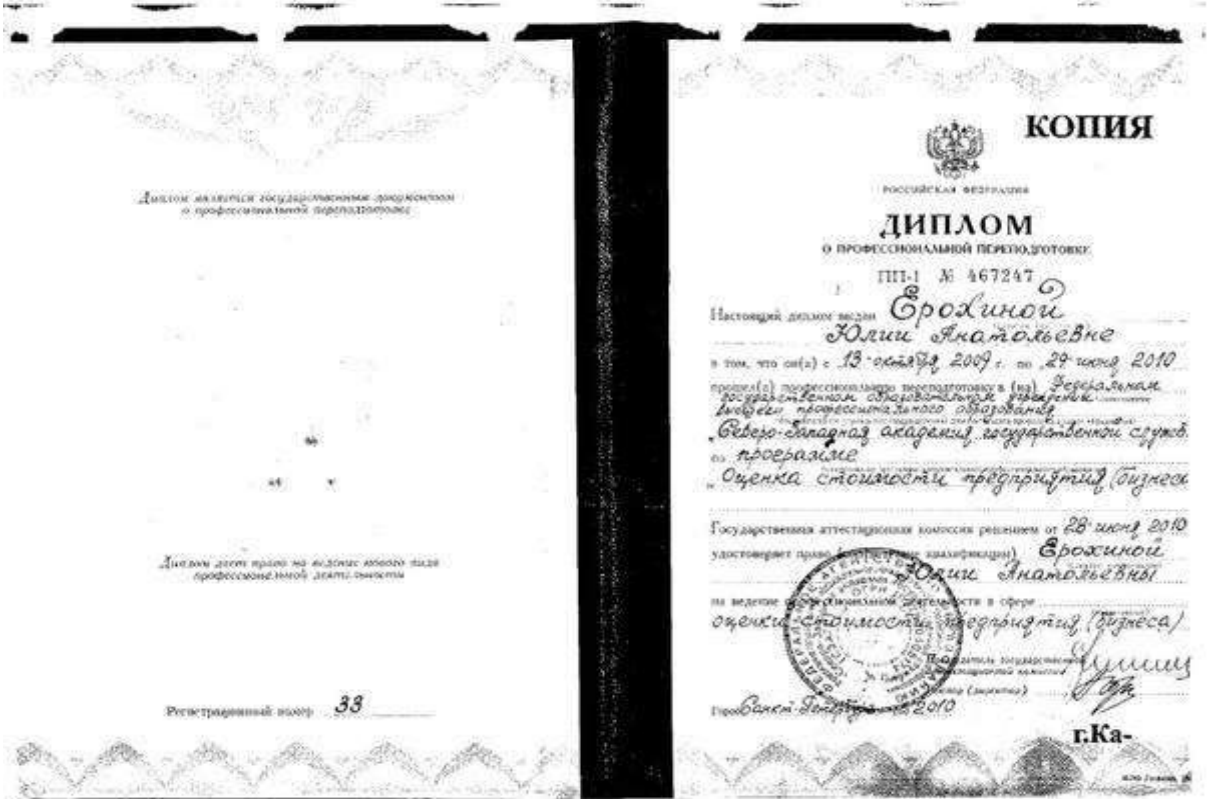 Диплом является государственным документом
о профессиональной переподготовке
Диплом дает право на ведение нового вида
профессиональной деятельности
Регистрационный номер 33
КОПИЯ
РОССИЙСКАЯ ФЕДЕРАЦИЯ
ДИПЛОМ
О ПРОФЕССИОНАЛЬНОЙ ПЕРЕПОДГОТОВКЕ
ПП-I № 467247
Настоящий диплом выдан Ерохиной
Юлии Анатольевне
в том, что он(а) с 13 октября 2009 г. по 29 июня 2010
прошел(а) профессиональную переподготовку в (на) Федеральном
государственном образовательном учреждении
высшего профессионального образования
„Северо-Западная академия государственной служб.
по программе
„Оценка стоимости предприятия (бизнеса
Государственная аттестационная комиссия решением от 28 июня 2010
удостоверяет право (соответствие квалификации) Ерохиной
Юлии Анатольевны
на ведение профессиональной деятельности в сфере
оценки стоимости предприятия (бизнеса)
Председатель государственной
аттестационной комиссии
Ректор (директор)
Город Санкт-Петербург 2010
г.Ка-